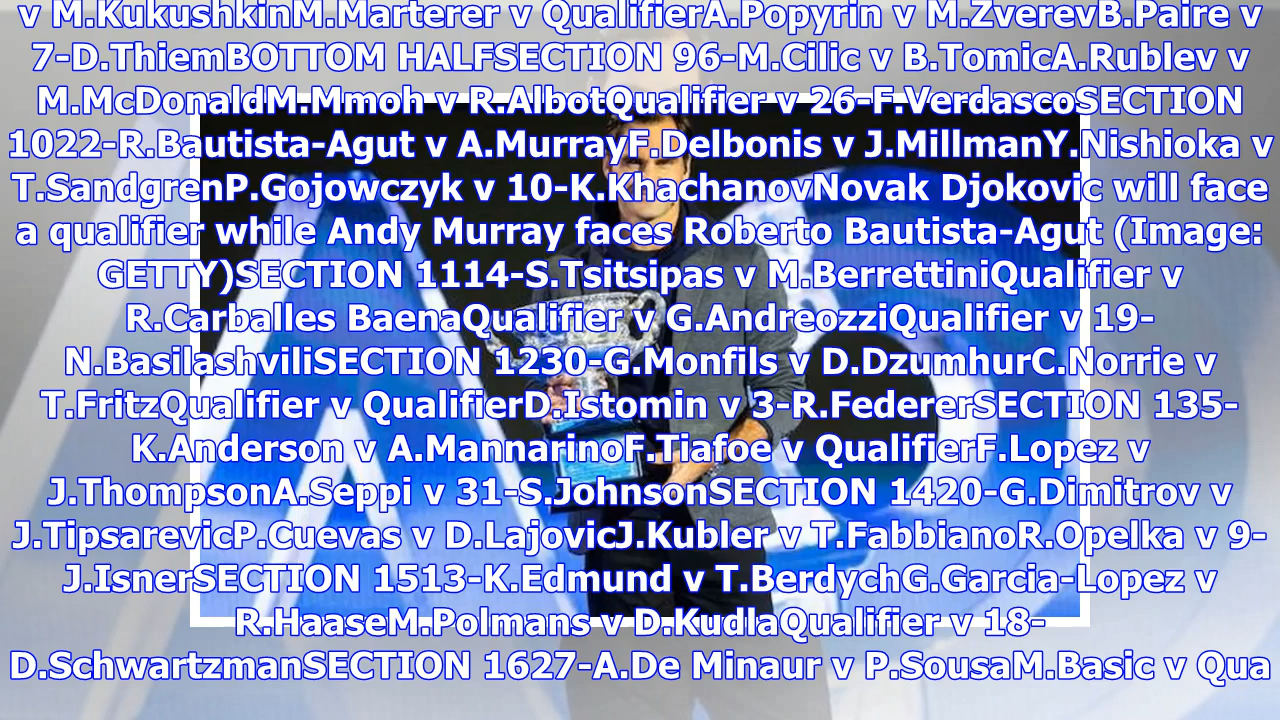 v M.KukushkinM.Marterer v QualifierA.Popyrin v M.ZverevB.Paire v
7-D.ThiemBOTTOM HALFSECTION 96-M.Cilic v B.TomicA.Rublev v
M.McDonaldM.Mmoh v R.AlbotQualifier v 26-F.VerdascoSECTION
1022-R.Bautista-Agut v A.MurrayF.Delbonis v J.MillmanY.Nishioka v
T.SandgrenP.Gojowczyk v 10-K.KhachanovNovak Djokovic will face
a qualifier while Andy Murray faces Roberto Bautista-Agut (Image:
GETTY)SECTION 1114-S.Tsitsipas v M.BerrettiniQualifier v
R.Carballes BaenaQualifier v G.AndreozziQualifier v 19-
N.BasilashviliSECTION 1230-G.Monfils v D.DzumhurC.Norrie v
T.FritzQualifier v QualifierD.Istomin v 3-R.FedererSECTION 135-
K.Anderson v A.MannarinoF.Tiafoe v QualifierF.Lopez v
J.ThompsonA.Seppi v 31-S.JohnsonSECTION 1420-G.Dimitrov v
J.TipsarevicP.Cuevas v D.LajovicJ.Kubler v T.FabbianoR.Opelka v 9-
J.IsnerSECTION 1513-K.Edmund v T.BerdychG.Garcia-Lopez v
R.HaaseM.Polmans v D.KudlaQualifier v 18-
D.SchwartzmanSECTION 1627-A.De Minaur v P.SousaM.Basic v Qua